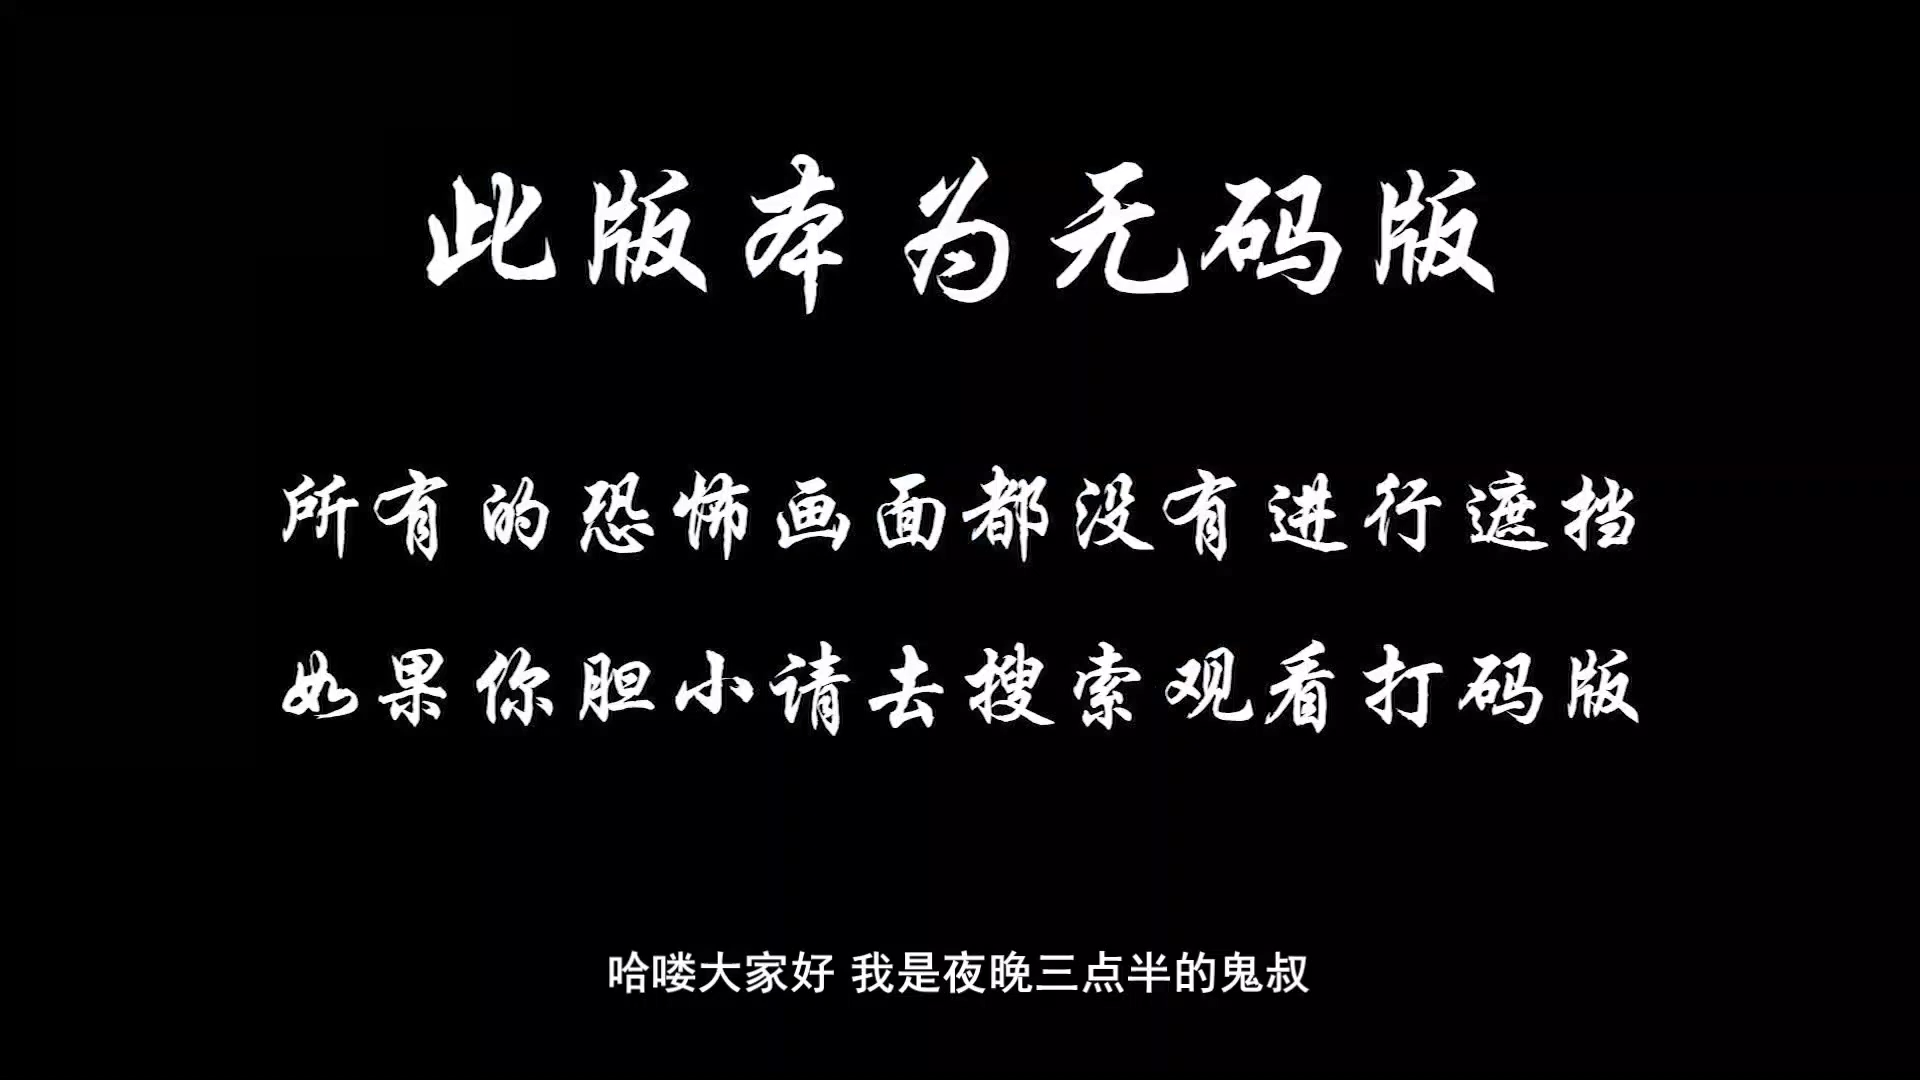 此版本为无码版
所有的恐怖画面都没有进行遮挡
如果你胆小请去搜索观看打码版
哈喽大家好 我是夜晚三点半的鬼叔